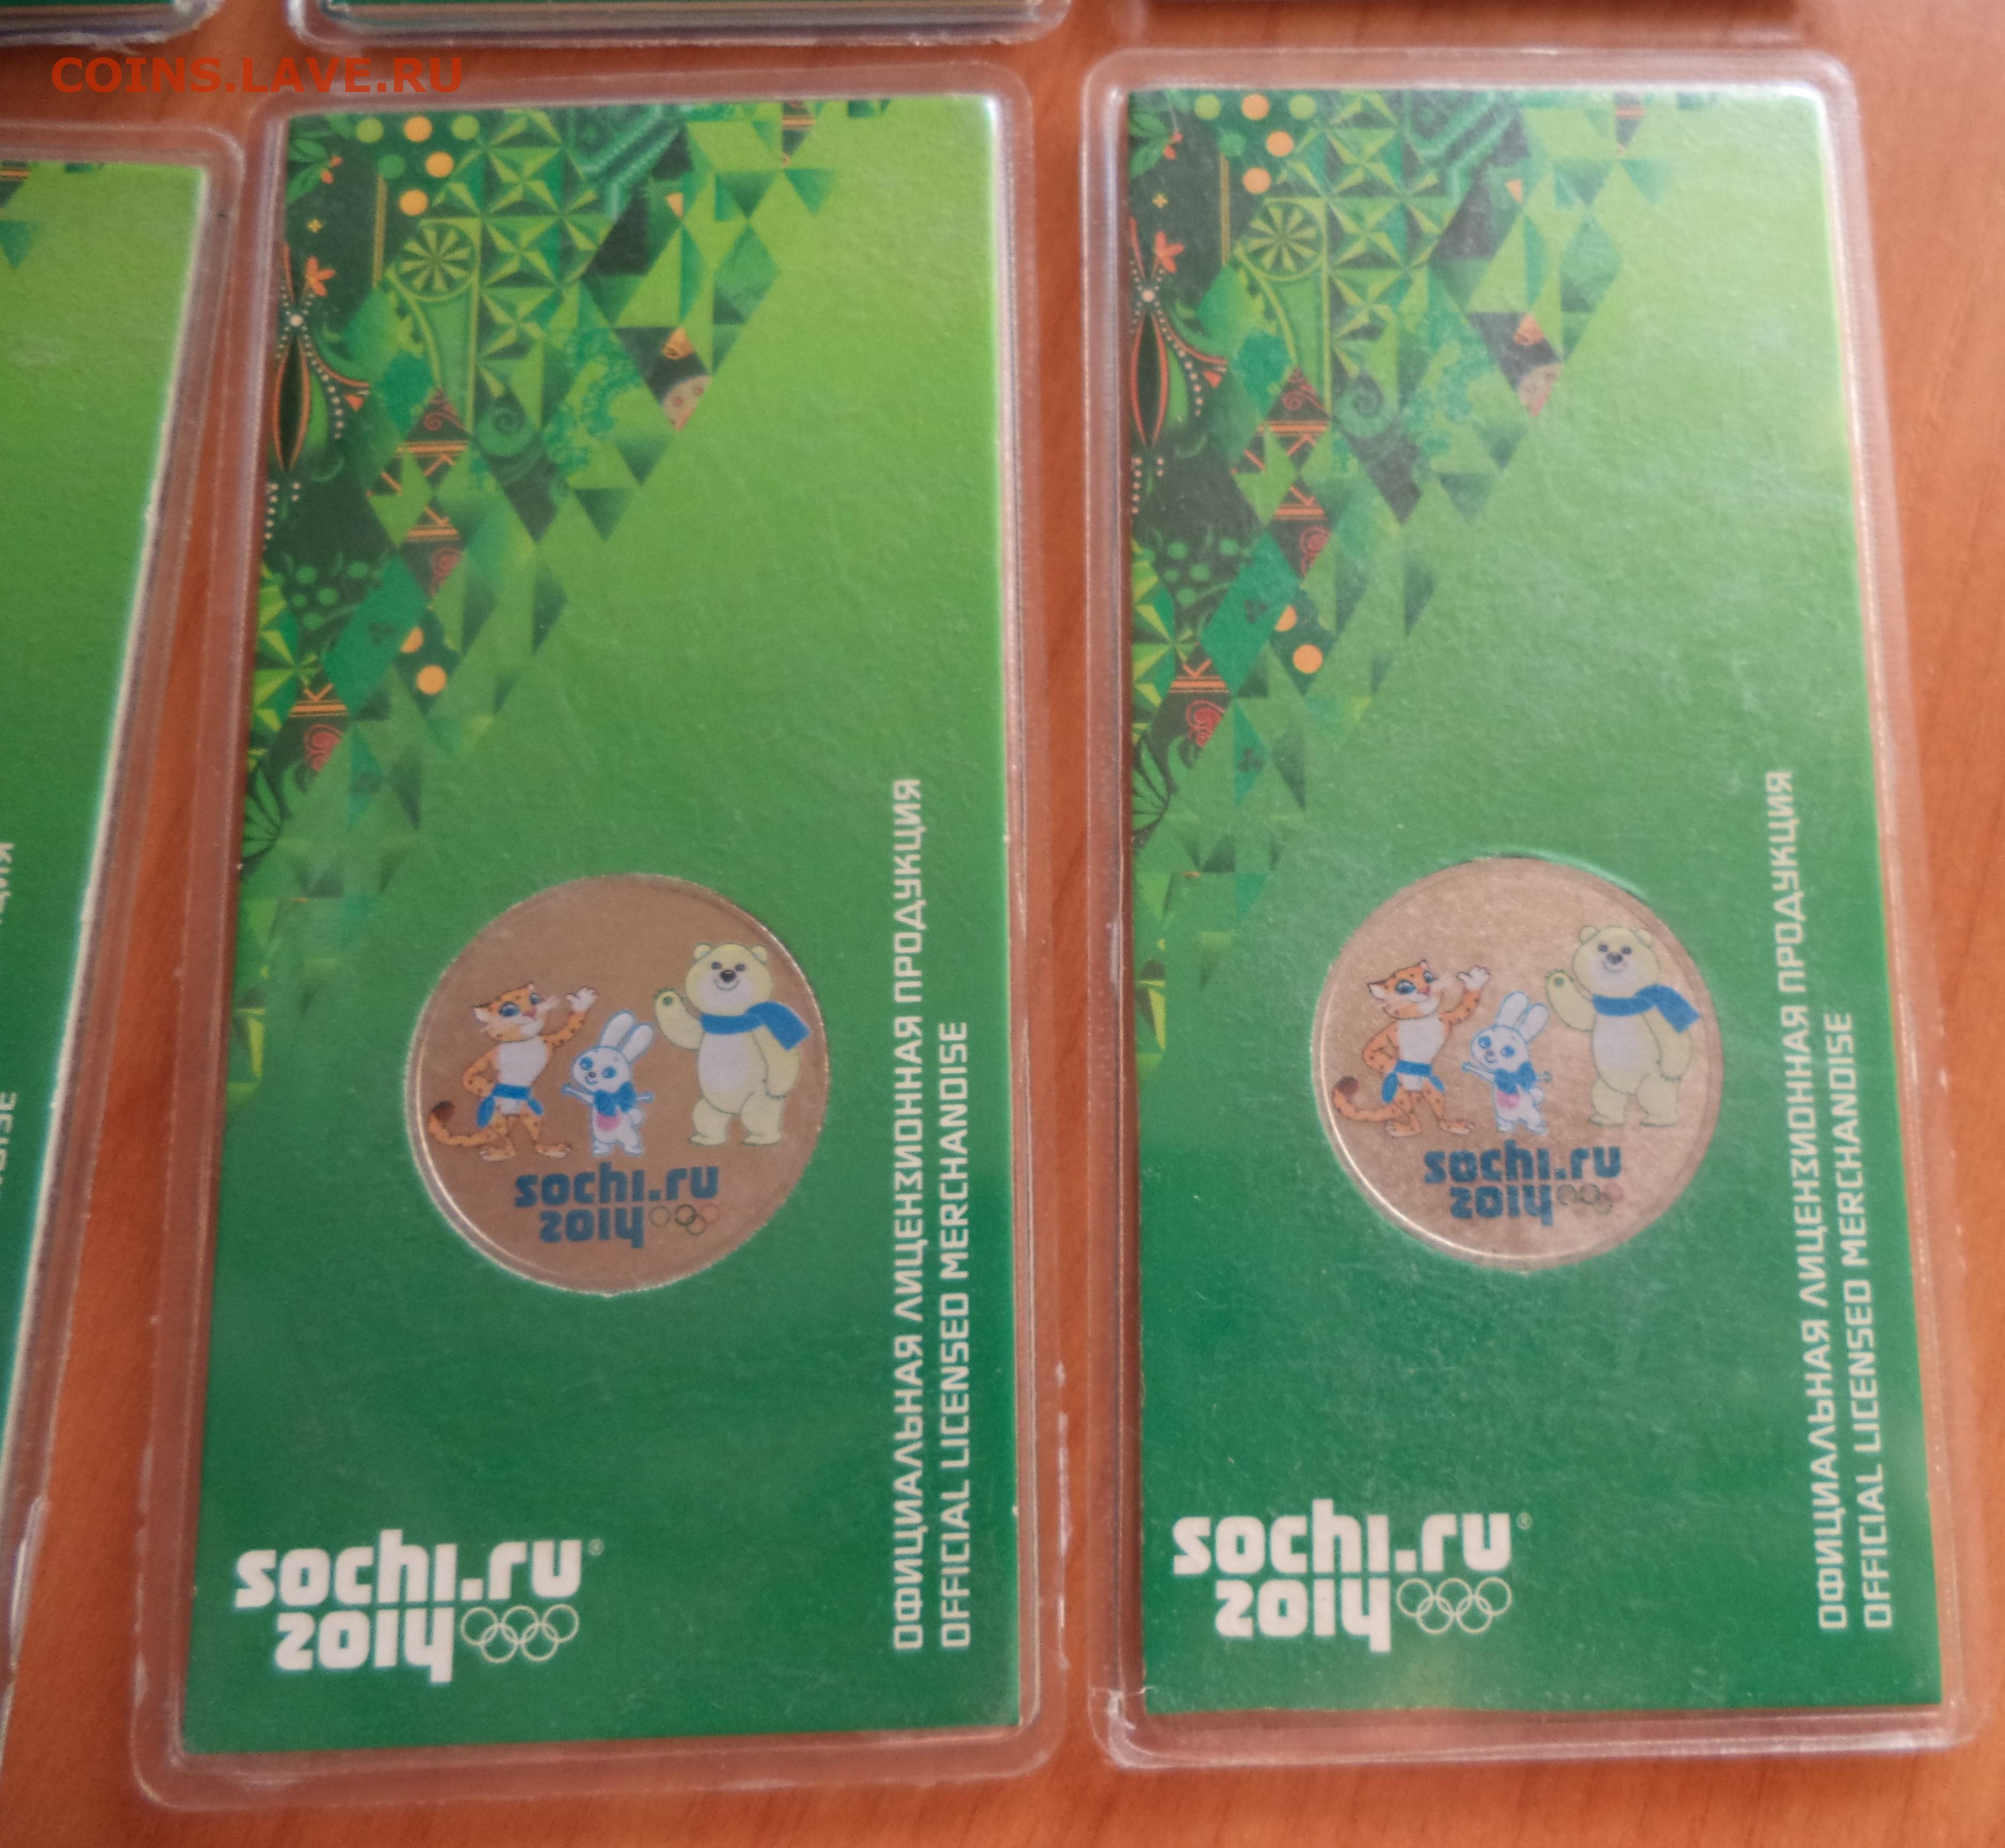 COINS.LAVE.RU
ЦИЯ
sochi.ru
2014
ОФИЦИАЛЬНАЯ ЛИЦЕНЗИОННАЯ ПРОДУКЦИЯ
OFFICIAL LICENSED MERCHANDISE
sochi.ru®
2014
sochi.ru
2014
ОФИЦИАЛЬНАЯ ЛИЦЕНЗИОННАЯ ПРОДУКЦИЯ
OFFICIAL LICENSED MERCHANDISE
sochi.ru®
2014